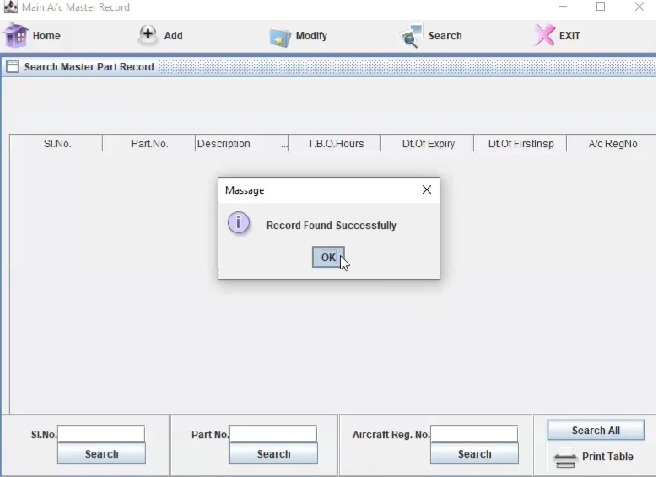 Main A/c Master Record
Home Add Modify Search EXIT
Search Master Part Record
Sl.No. Part.No. Description ... T.B.O.Hours Dt.Of Expiry Dt.Of FirstInsp A/c RegNo
Massage
Record Found Successfully
OK
Sl.No. Part No. Aircraft Reg. No. Search All
Search Search Search Print Table